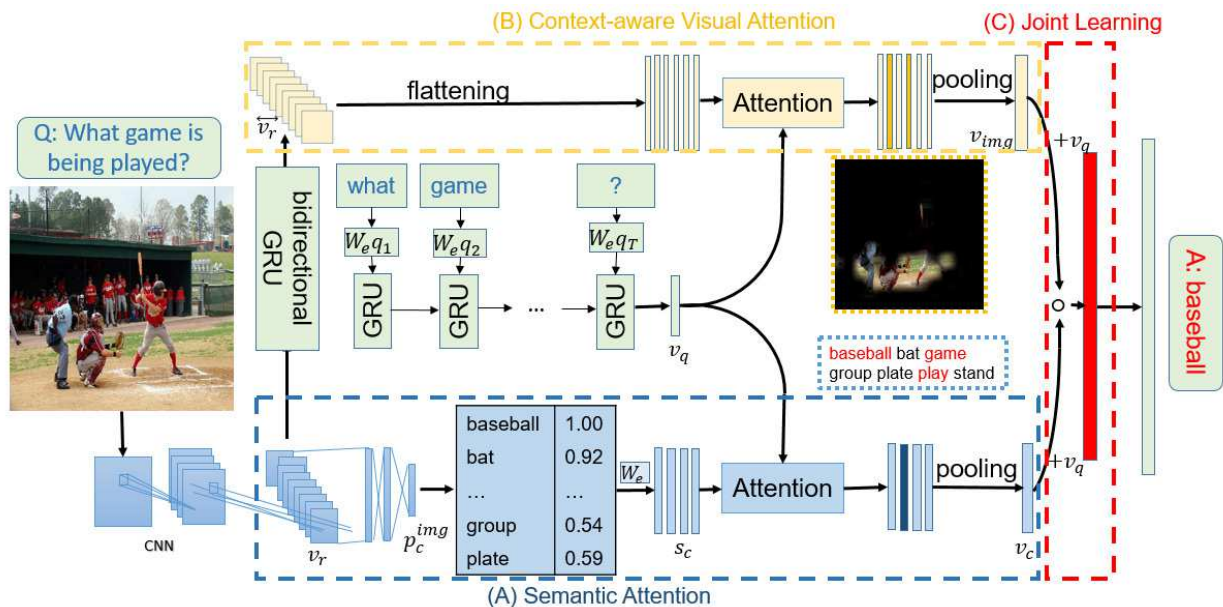 (B) Context-aware Visual Attention
(C) Joint Learning
flattening
Attention
pooling
v_r
v_img
+v_q
Q: What game is
being played?
bidirectional
GRU
what
game
?
W_e q_1
W_e q_2
W_e q_T
GRU
GRU
...
GRU
v_q
baseball bat game
group plate play stand
A: baseball
baseball 1.00
bat 0.92
... ...
group 0.54
plate 0.59
W_e
Attention
pooling
+v_q
CNN
v_r
p_c^img
s_c
v_c
(A) Semantic Attention